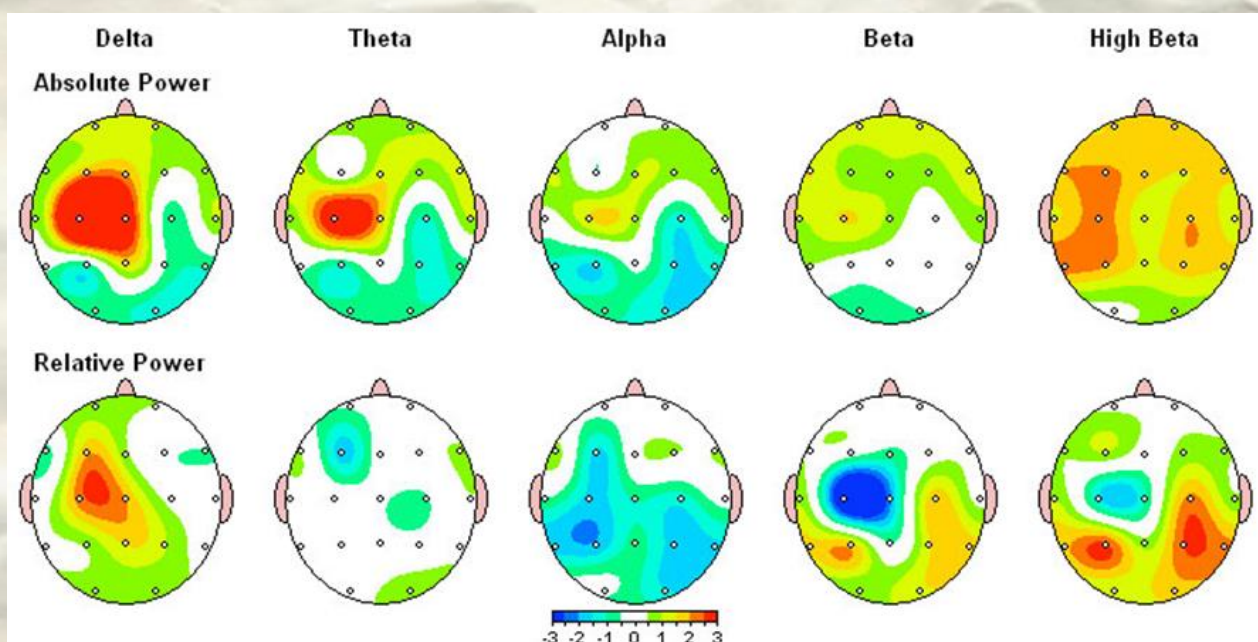 Delta Theta Alpha Beta High Beta
Absolute Power
Relative Power
-3 -2 -1 0 1 2 3